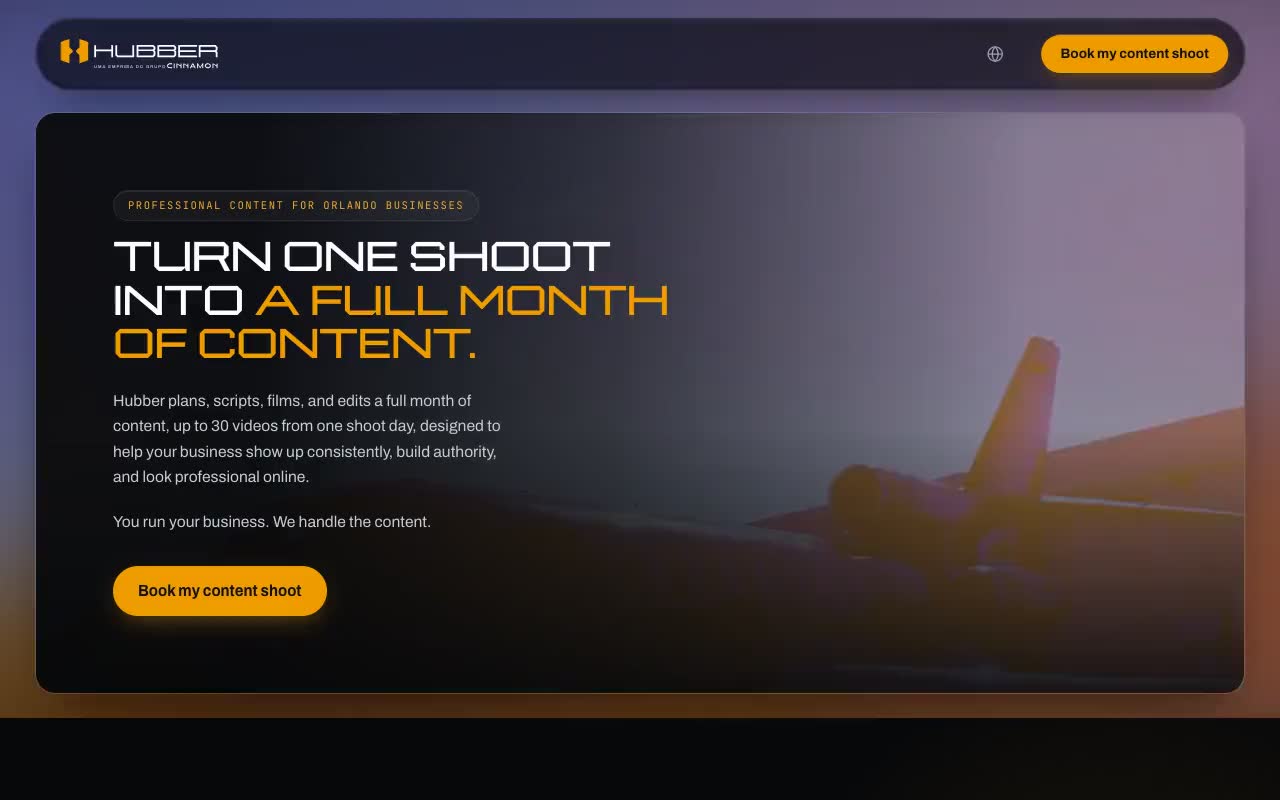 HUBBER
UMA EMPRESA DO GRUPO CINNAMON
Book my content shoot
PROFESSIONAL CONTENT FOR ORLANDO BUSINESSES
TURN ONE SHOOT
INTO A FULL MONTH
OF CONTENT.
Hubber plans, scripts, films, and edits a full month of
content, up to 30 videos from one shoot day, designed to
help your business show up consistently, build authority,
and look professional online.
You run your business. We handle the content.
Book my content shoot